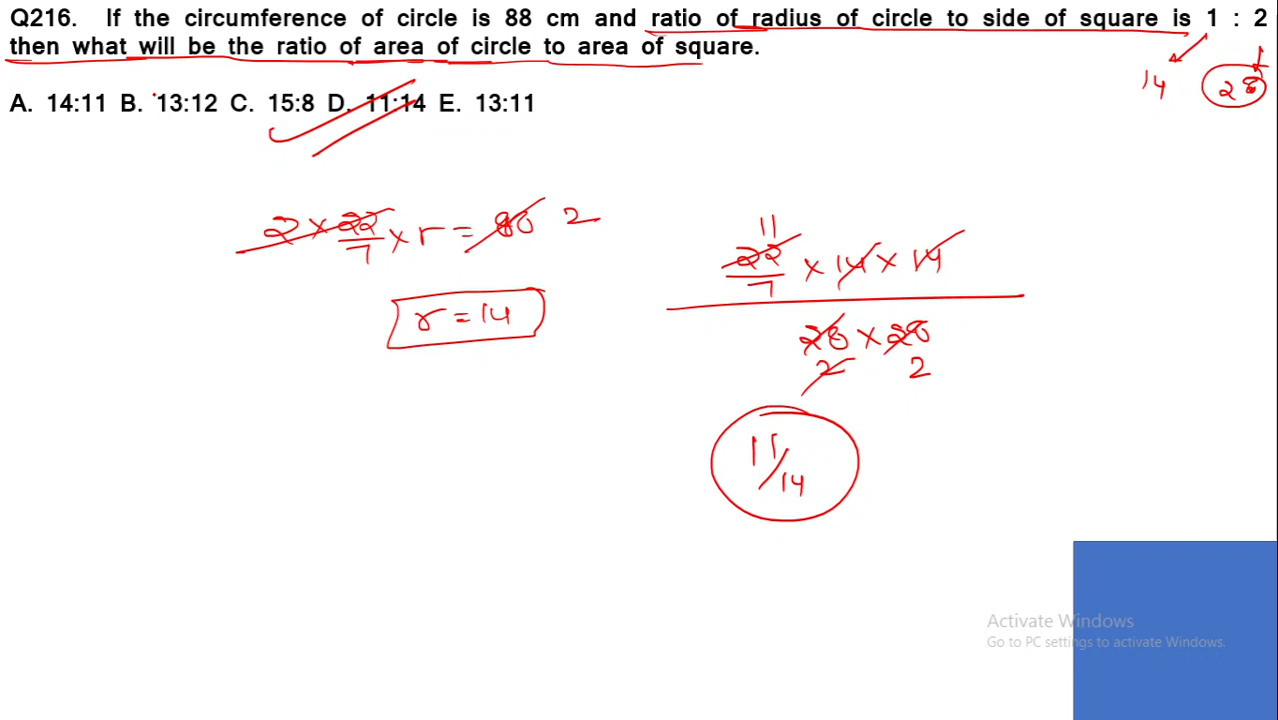 Q216. If the circumference of circle is 88 cm and ratio of radius of circle to side of square is 1 : 2
then what will be the ratio of area of circle to area of square.
14 28
A. 14:11 B. 13:12 C. 15:8 D. 11:14 E. 13:11
2 × 22/7 × r = 88 2
r = 14
11
22/7 × 14 × 14
28 × 28
2 2
11/14
Activate Windows
Go to PC settings to activate Windows.